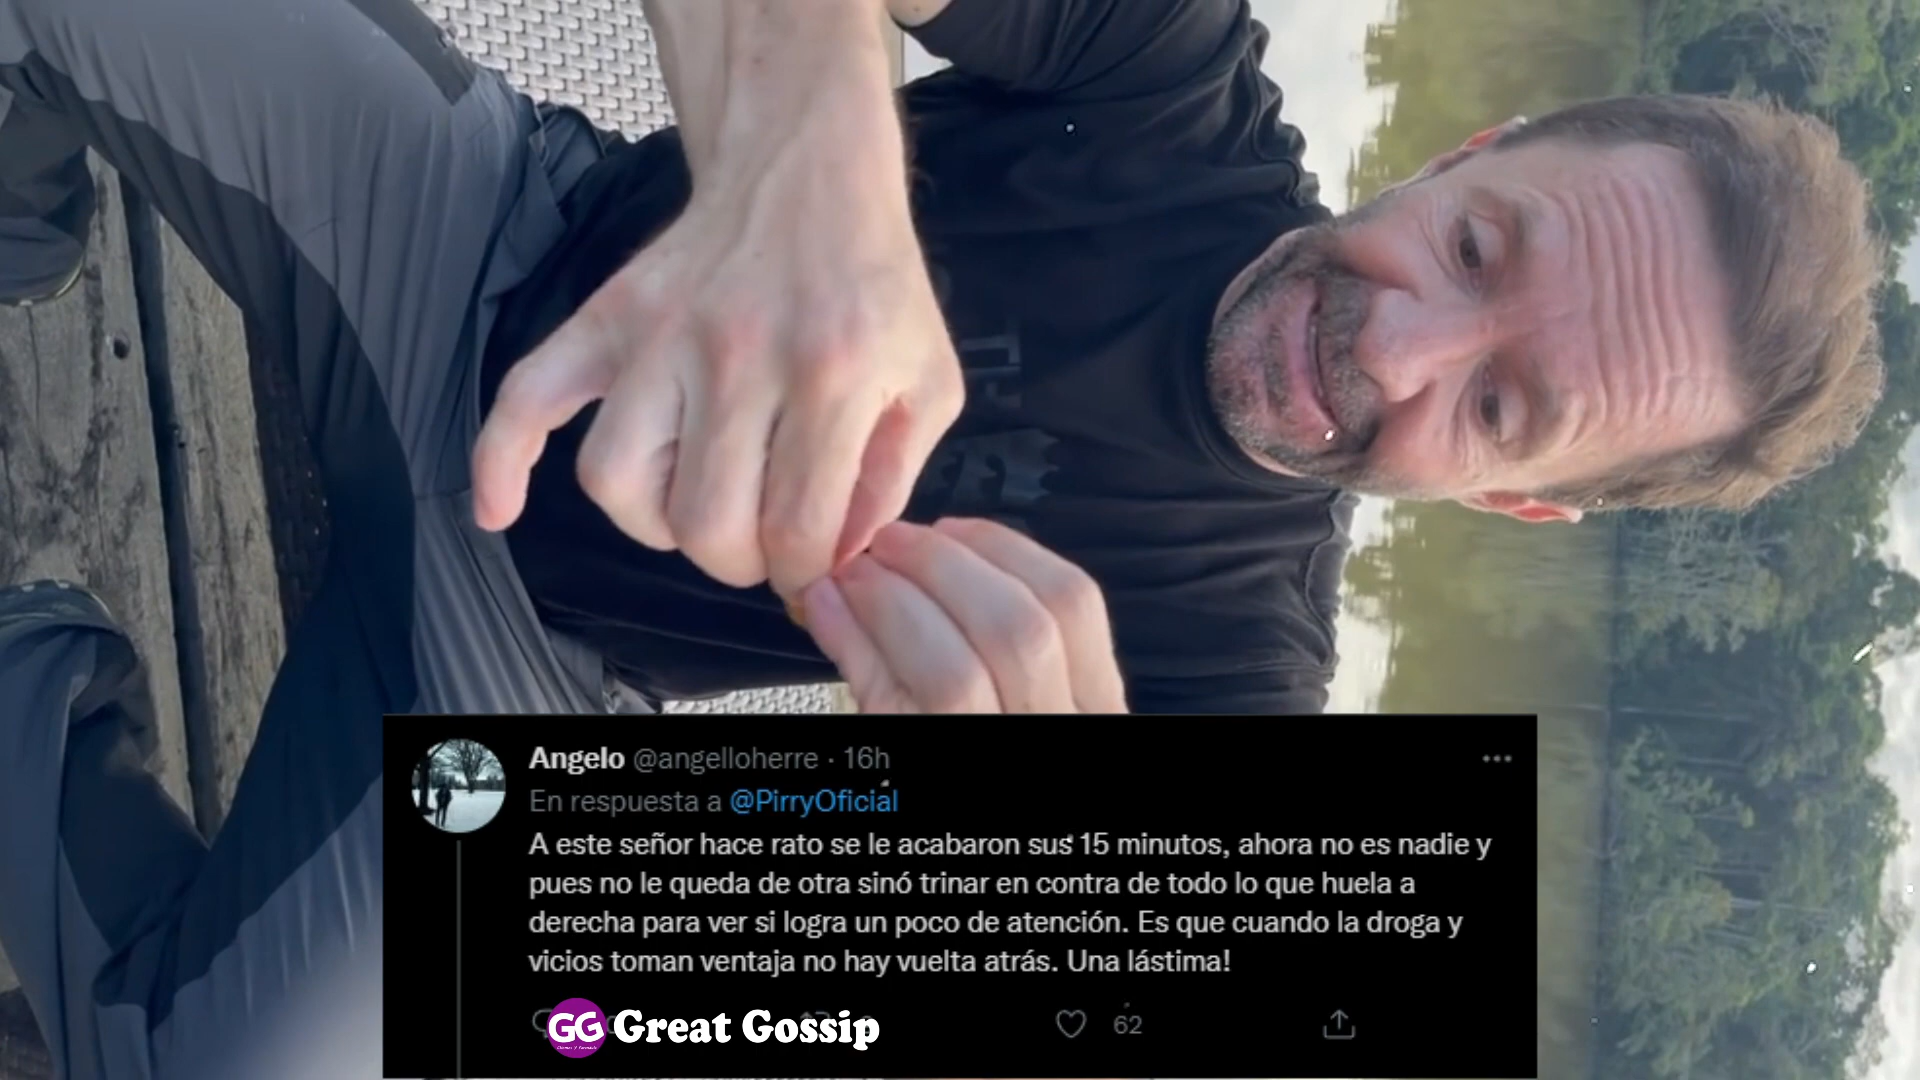 Angelo @angelloherre · 16h
En respuesta a @PirryOficial
A este señor hace rato se le acabaron sus 15 minutos, ahora no es nadie y
pues no le queda de otra sinó trinar en contra de todo lo que huela a
derecha para ver si logra un poco de atención. Es que cuando la droga y
vicios toman ventaja no hay vuelta atrás. Una lástima!
GG Great Gossip
62